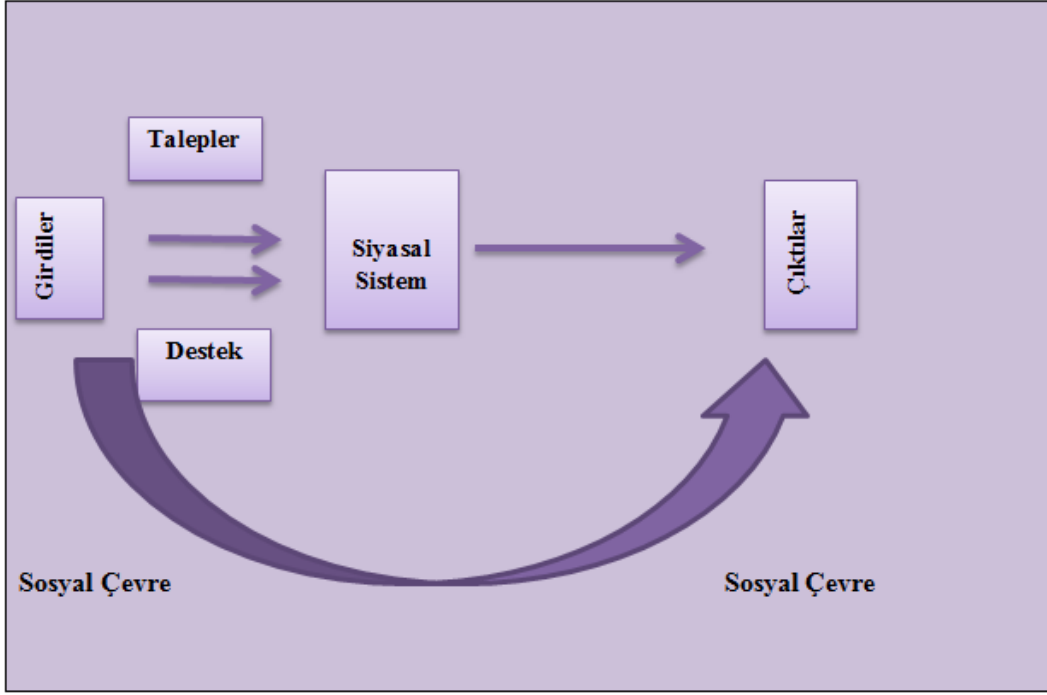 Talepler
Girdiler
Siyasal
Sistem
Çıktılar
Destek
Sosyal Çevre
Sosyal Çevre